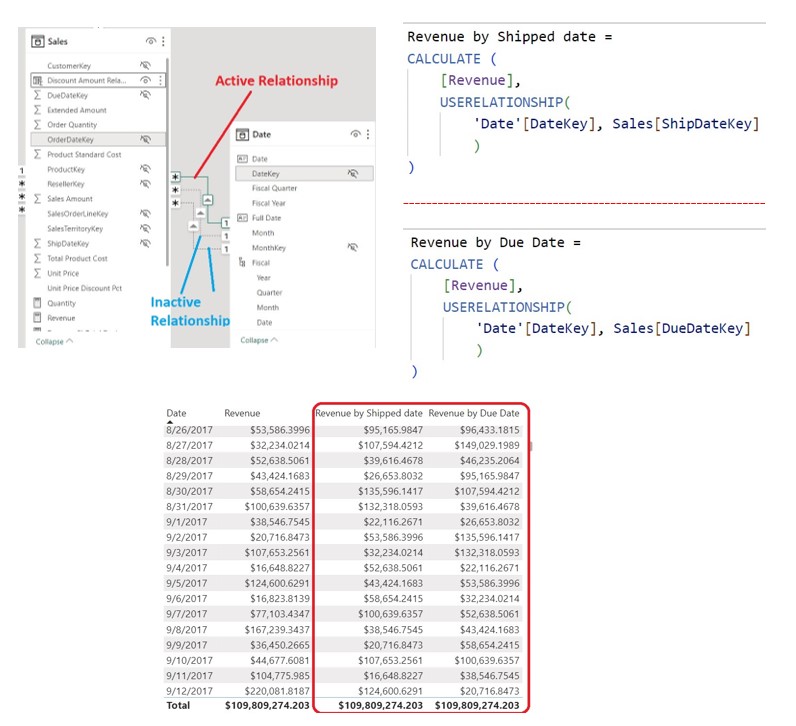 Sales
CustomerKey
Discount Amount Rela...
DueDateKey
Extended Amount
Order Quantity
OrderDateKey
Product Standard Cost
ProductKey
ResellerKey
Sales Amount
SalesOrderLineKey
SalesTerritoryKey
ShipDateKey
Total Product Cost
Unit Price
Unit Price Discount Pct
Quantity
Revenue
Collapse
1
*
*
*
*
*
1
1
1
Active Relationship
Inactive
Relationship
Date
Date
DateKey
Fiscal Quarter
Fiscal Year
Full Date
Month
MonthKey
Fiscal
Year
Quarter
Month
Date
Collapse
Revenue by Shipped date =
CALCULATE (
[Revenue],
USERELATIONSHIP(
'Date'[DateKey], Sales[ShipDateKey]
)
)
Revenue by Due Date =
CALCULATE (
[Revenue],
USERELATIONSHIP(
'Date'[DateKey], Sales[DueDateKey]
)
)
Date Revenue Revenue by Shipped date Revenue by Due Date
8/26/2017 $53,586.3996 $95,165.9847 $96,433.1815
8/27/2017 $32,234.0214 $107,594.4212 $149,029.1989
8/28/2017 $52,638.5061 $39,616.4678 $46,235.2064
8/29/2017 $43,424.1683 $26,653.8032 $95,165.9847
8/30/2017 $58,654.2415 $135,596.1417 $107,594.4212
8/31/2017 $100,639.6357 $132,318.0593 $39,616.4678
9/1/2017 $38,546.7545 $22,116.2671 $26,653.8032
9/2/2017 $20,716.8473 $53,586.3996 $135,596.1417
9/3/2017 $107,653.2561 $32,234.0214 $132,318.0593
9/4/2017 $16,648.8227 $52,638.5061 $22,116.2671
9/5/2017 $124,600.6291 $43,424.1683 $53,586.3996
9/6/2017 $16,823.8139 $58,654.2415 $32,234.0214
9/7/2017 $77,103.4347 $100,639.6357 $52,638.5061
9/8/2017 $167,239.3437 $38,546.7545 $43,424.1683
9/9/2017 $36,450.2665 $20,716.8473 $58,654.2415
9/10/2017 $44,677.6081 $107,653.2561 $100,639.6357
9/11/2017 $104,775.985 $16,648.8227 $38,546.7545
9/12/2017 $220,081.8187 $124,600.6291 $20,716.8473
Total $109,809,274.203 $109,809,274.203 $109,809,274.203